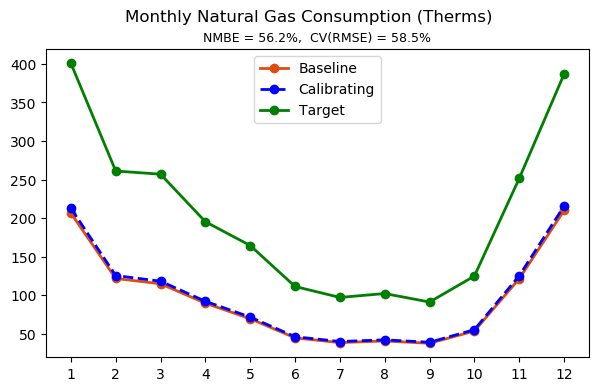 Monthly Natural Gas Consumption (Therms)
NMBE = 56.2%,  CV(RMSE) = 58.5%
Baseline
Calibrating
Target
400
350
300
250
200
150
100
50
1 2 3 4 5 6 7 8 9 10 11 12